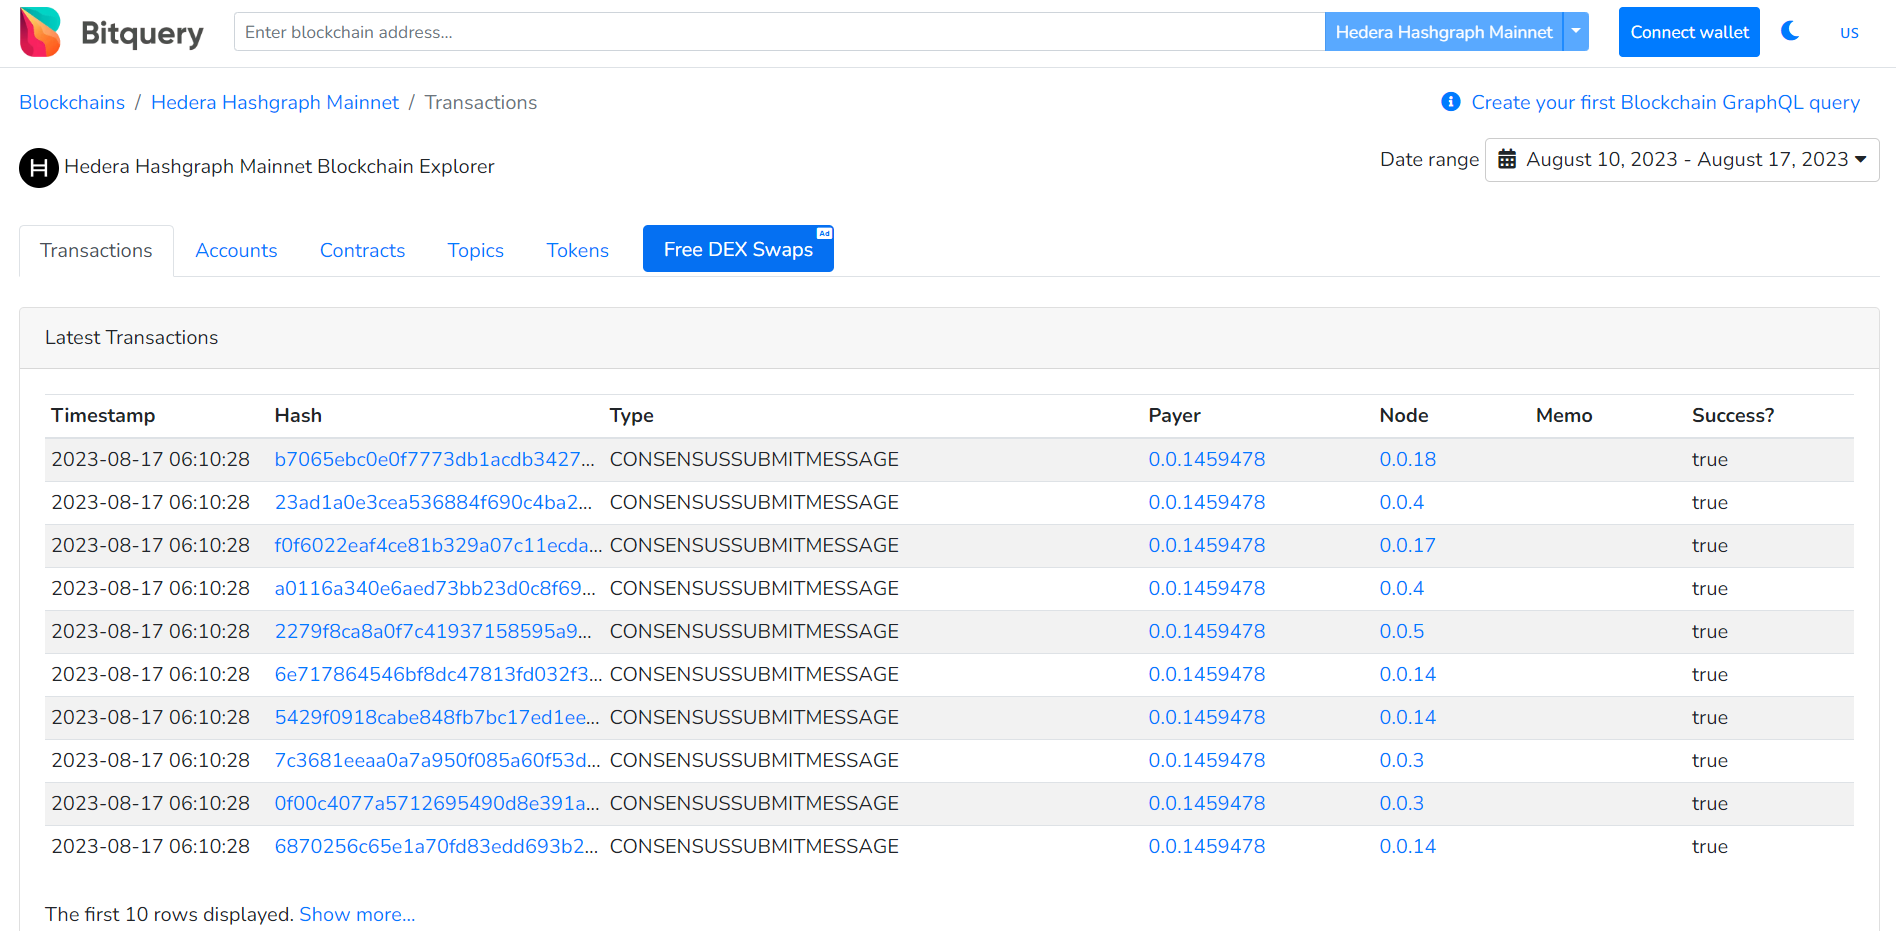 Bitquery Enter blockchain address... Hedera Hashgraph Mainnet Connect wallet US
Blockchains / Hedera Hashgraph Mainnet / Transactions Create your first Blockchain GraphQL query
Hedera Hashgraph Mainnet Blockchain Explorer Date range August 10, 2023 - August 17, 2023
Transactions Accounts Contracts Topics Tokens Free DEX Swaps Ad
Latest Transactions
Timestamp Hash Type Payer Node Memo Success?
2023-08-17 06:10:28 b7065ebc0e0f7773db1acdb3427... CONSENSUSSUBMITMESSAGE 0.0.1459478 0.0.18 true
2023-08-17 06:10:28 23ad1a0e3cea536884f690c4ba2... CONSENSUSSUBMITMESSAGE 0.0.1459478 0.0.4 true
2023-08-17 06:10:28 f0f6022eaf4ce81b329a07c11ecda... CONSENSUSSUBMITMESSAGE 0.0.1459478 0.0.17 true
2023-08-17 06:10:28 a0116a340e6aed73bb23d0c8f69... CONSENSUSSUBMITMESSAGE 0.0.1459478 0.0.4 true
2023-08-17 06:10:28 2279f8ca8a0f7c41937158595a9... CONSENSUSSUBMITMESSAGE 0.0.1459478 0.0.5 true
2023-08-17 06:10:28 6e717864546bf8dc47813fd032f3... CONSENSUSSUBMITMESSAGE 0.0.1459478 0.0.14 true
2023-08-17 06:10:28 5429f0918cabe848fb7bc17ed1ee... CONSENSUSSUBMITMESSAGE 0.0.1459478 0.0.14 true
2023-08-17 06:10:28 7c3681eeaa0a7a950f085a60f53d... CONSENSUSSUBMITMESSAGE 0.0.1459478 0.0.3 true
2023-08-17 06:10:28 0f00c4077a5712695490d8e391a... CONSENSUSSUBMITMESSAGE 0.0.1459478 0.0.3 true
2023-08-17 06:10:28 6870256c65e1a70fd83edd693b2... CONSENSUSSUBMITMESSAGE 0.0.1459478 0.0.14 true
The first 10 rows displayed. Show more...